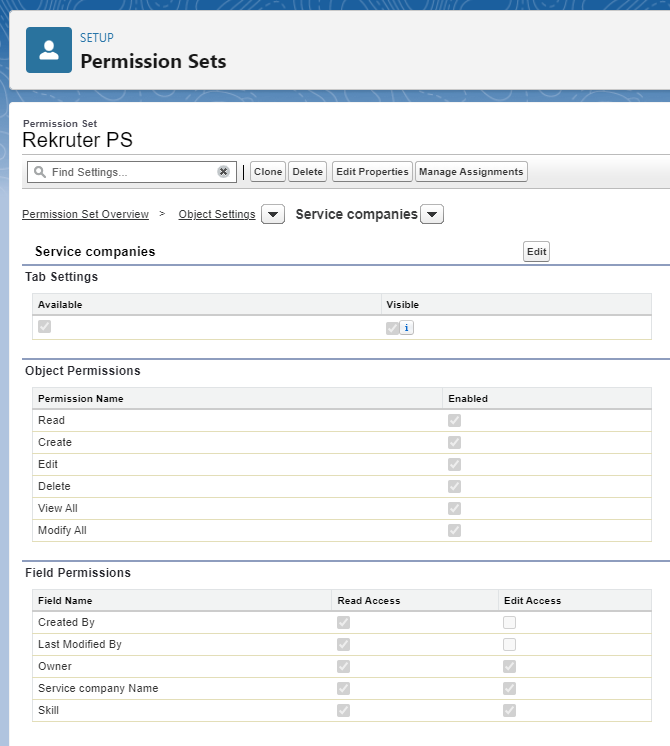 SETUP
Permission Sets
Permission Set
Rekruter PS
Find Settings... Clone Delete Edit Properties Manage Assignments
Permission Set Overview > Object Settings Service companies
Service companies Edit
Tab Settings
Available Visible
i
Object Permissions
Permission Name Enabled
Read
Create
Edit
Delete
View All
Modify All
Field Permissions
Field Name Read Access Edit Access
Created By
Last Modified By
Owner
Service company Name
Skill